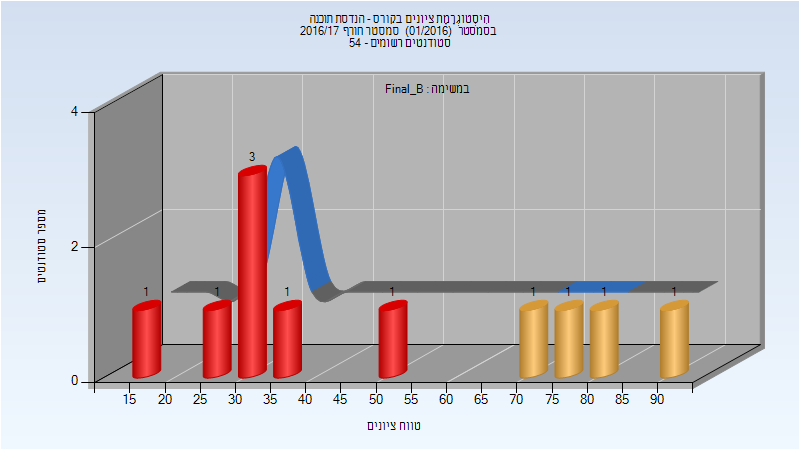 היסטוגרמת ציונים בקורס - הנדסת תוכנה
בסמסטר (01/2016) סמסטר חורף 2016/17
סטודנטים רשומים - 54
במשימה : Final_B
מספר סטודנטים
4
2
0
1
1
3
1
1
1
1
1
1
15 20 25 30 35 40 45 50 55 60 65 70 75 80 85 90
טווח ציונים